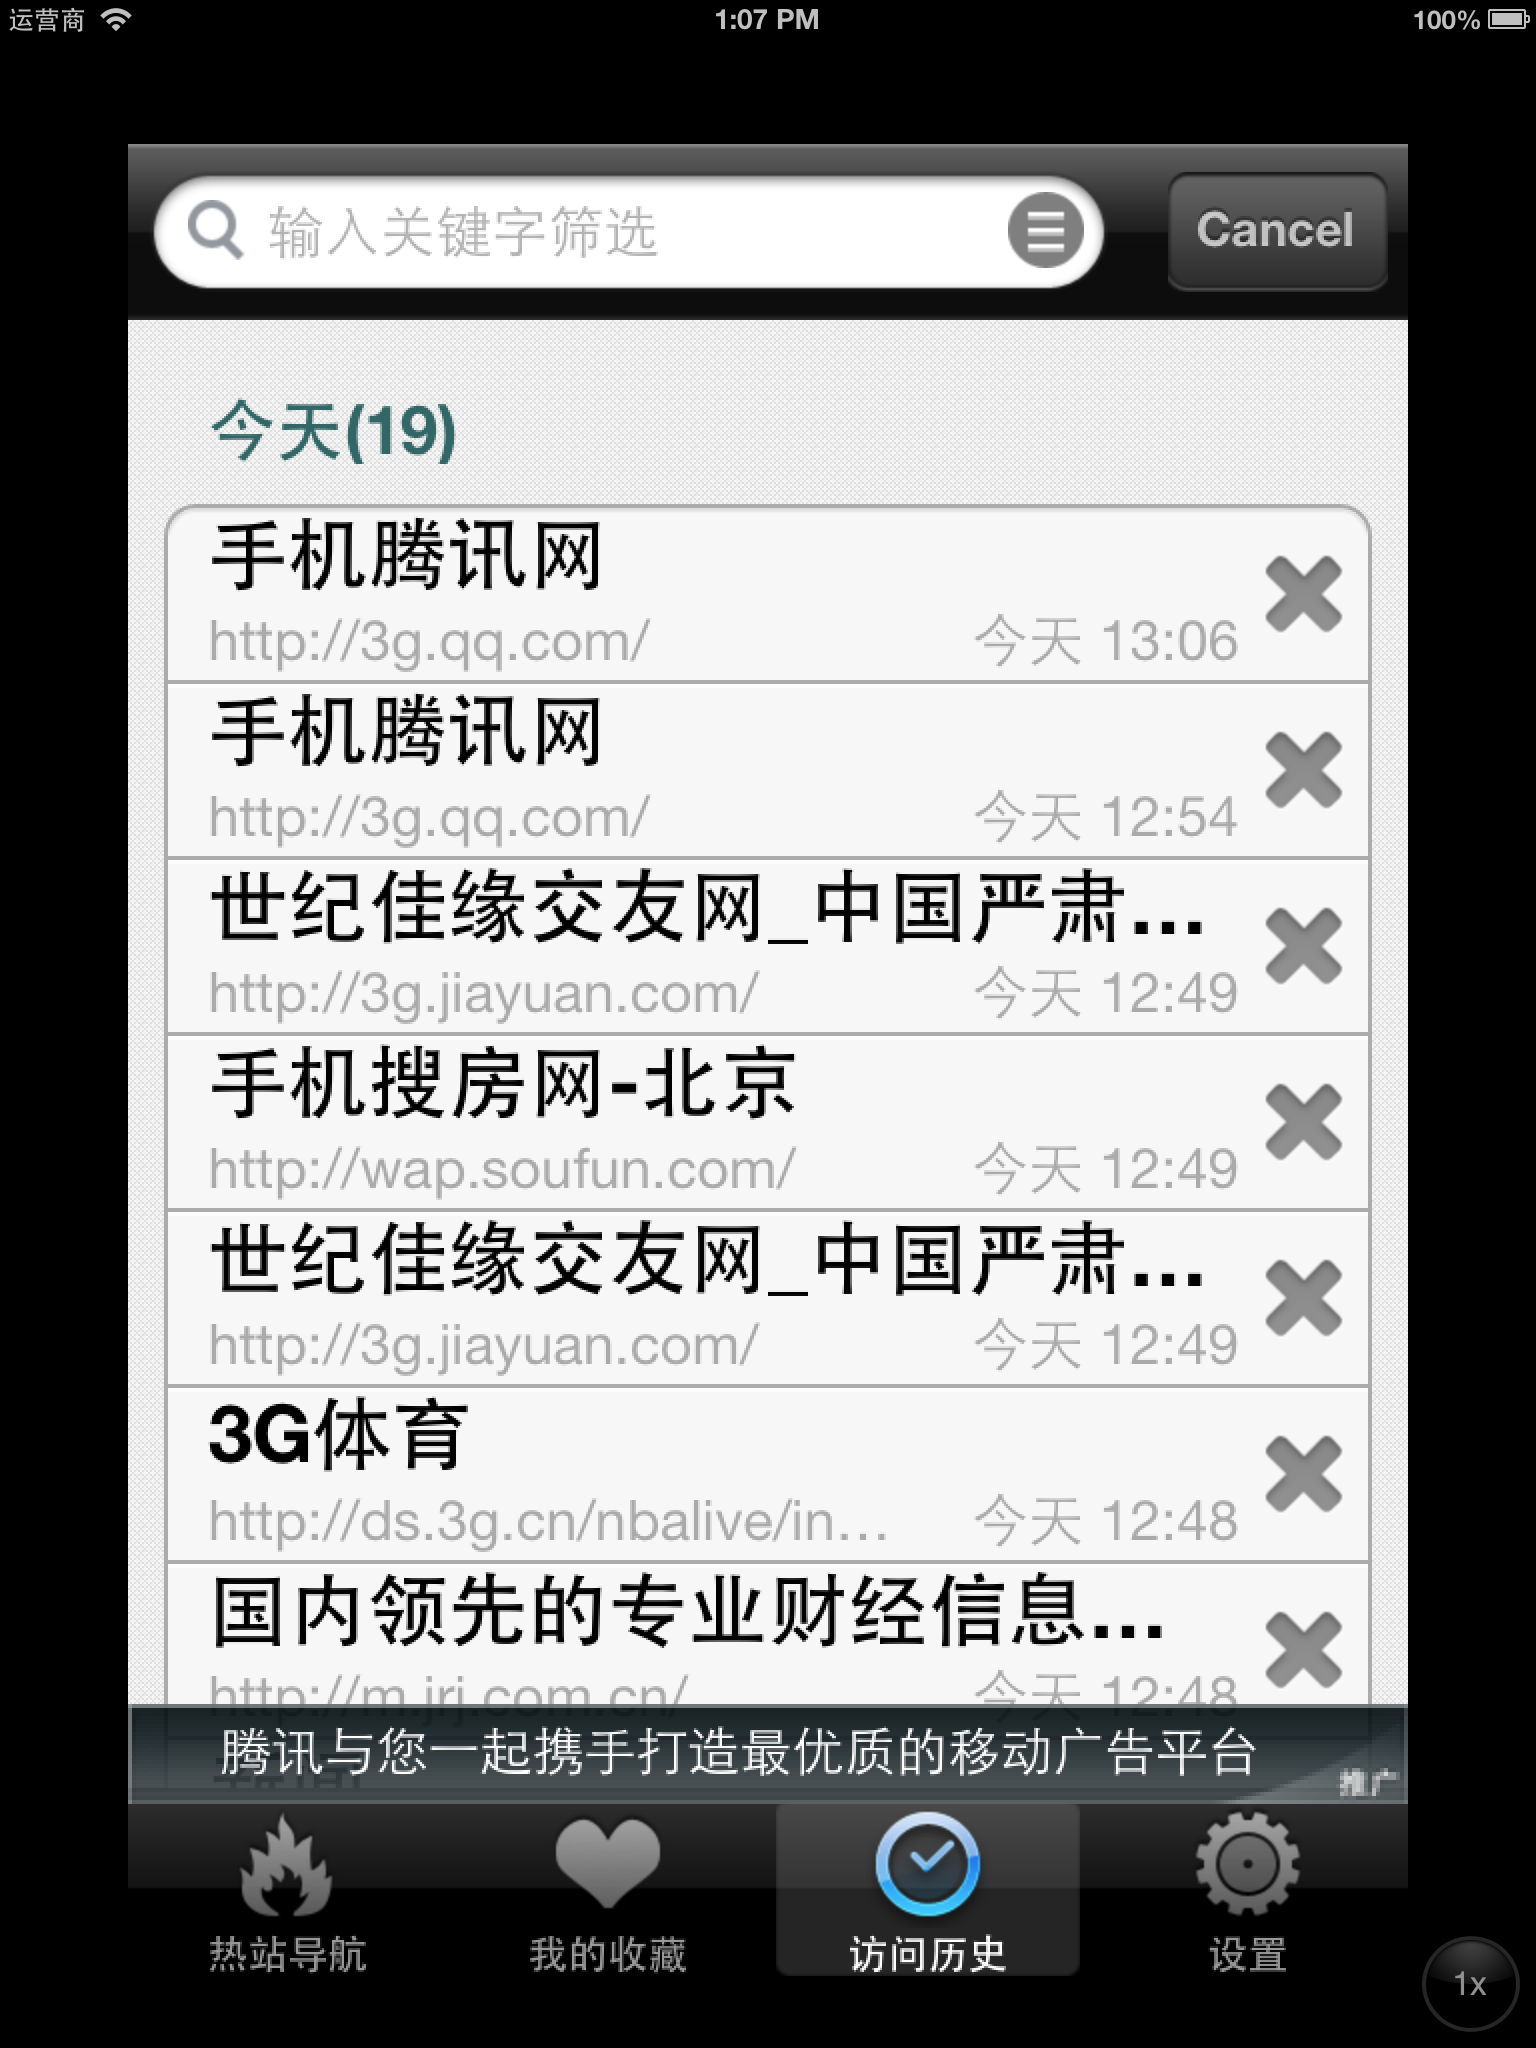 运营商 1:07 PM 100%
输入关键字筛选 Cancel
今天(19)
手机腾讯网
http://3g.qq.com/ 今天 13:06
手机腾讯网
http://3g.qq.com/ 今天 12:54
世纪佳缘交友网_中国严肃...
http://3g.jiayuan.com/ 今天 12:49
手机搜房网-北京
http://wap.soufun.com/ 今天 12:49
世纪佳缘交友网_中国严肃...
http://3g.jiayuan.com/ 今天 12:49
3G体育
http://ds.3g.cn/nbalive/in... 今天 12:48
国内领先的专业财经信息...
http://m.jrj.com.cn/ 今天 12:48
腾讯与您一起携手打造最优质的移动广告平台
推广
热站导航 我的收藏 访问历史 设置
1x